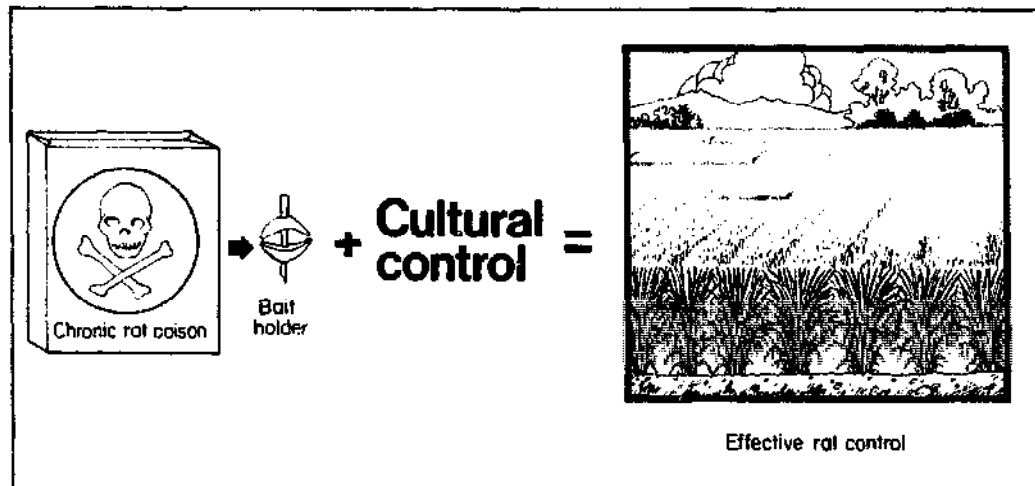 Chronic rat poison
Bait
holder
+
Cultural
control
=
Effective rat control